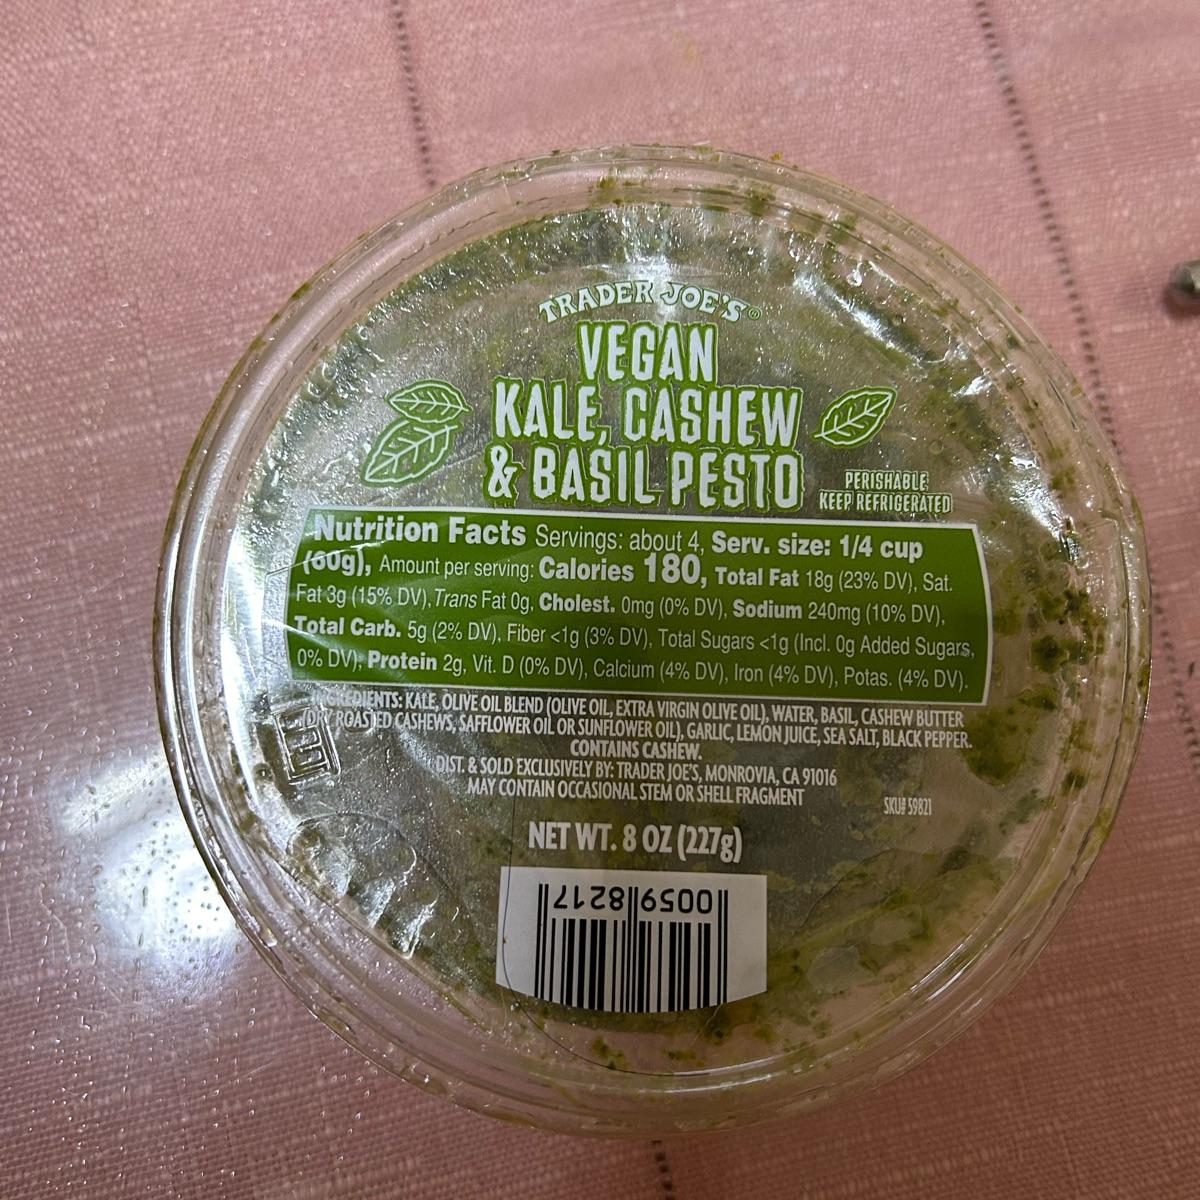 TRADER JOE'S®
VEGAN
KALE, CASHEW
& BASIL PESTO
PERISHABLE
KEEP REFRIGERATED
Nutrition Facts Servings: about 4, Serv. size: 1/4 cup
(60g), Amount per serving: Calories 180, Total Fat 18g (23% DV), Sat.
Fat 3g (15% DV), Trans Fat 0g, Cholest. 0mg (0% DV), Sodium 240mg (10% DV),
Total Carb. 5g (2% DV), Fiber <1g (3% DV), Total Sugars <1g (Incl. 0g Added Sugars,
0% DV), Protein 2g, Vit. D (0% DV), Calcium (4% DV), Iron (4% DV), Potas. (4% DV).
INGREDIENTS: KALE, OLIVE OIL BLEND (OLIVE OIL, EXTRA VIRGIN OLIVE OIL), WATER, BASIL, CASHEW BUTTER
(DRY ROASTED CASHEWS, SAFFLOWER OIL OR SUNFLOWER OIL), GARLIC, LEMON JUICE, SEA SALT, BLACK PEPPER.
CONTAINS CASHEW.
DIST. & SOLD EXCLUSIVELY BY: TRADER JOE'S, MONROVIA, CA 91016
MAY CONTAIN OCCASIONAL STEM OR SHELL FRAGMENT
SKU# 59821
NET WT. 8 OZ (227g)
0059 8217